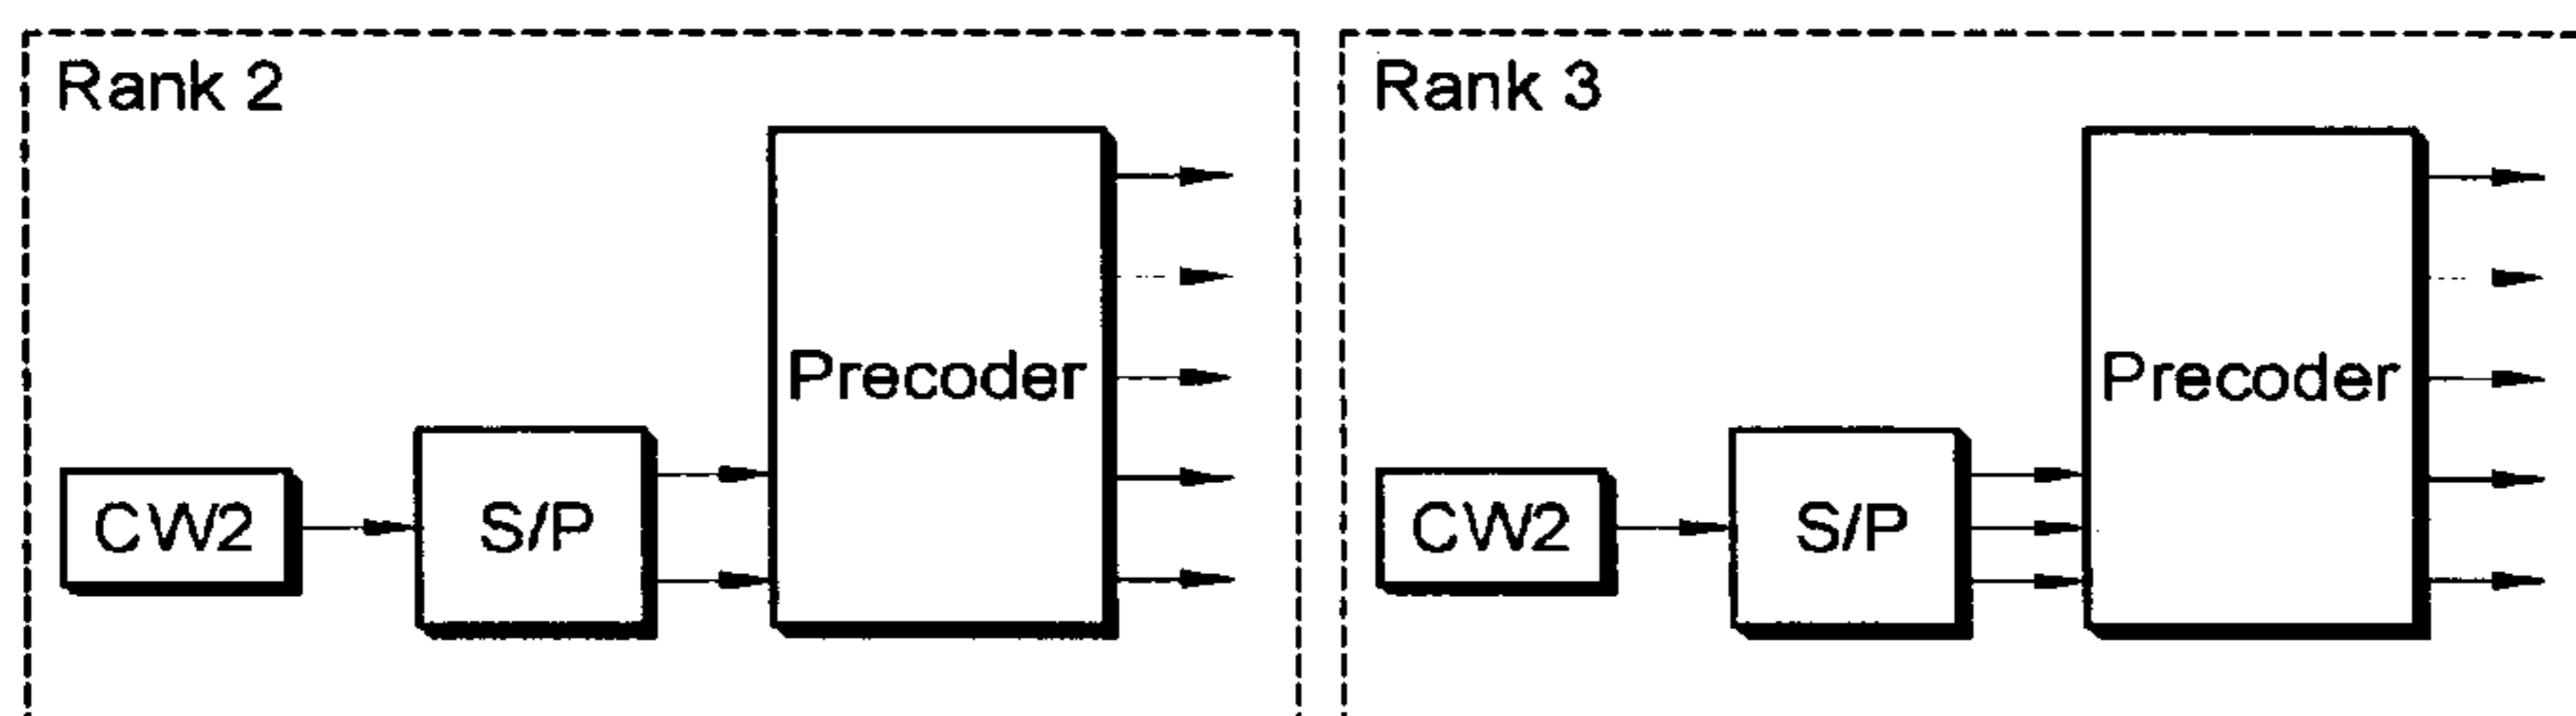 Rank 2
Precoder
CW2
S/P
Rank 3
Precoder
CW2
S/P